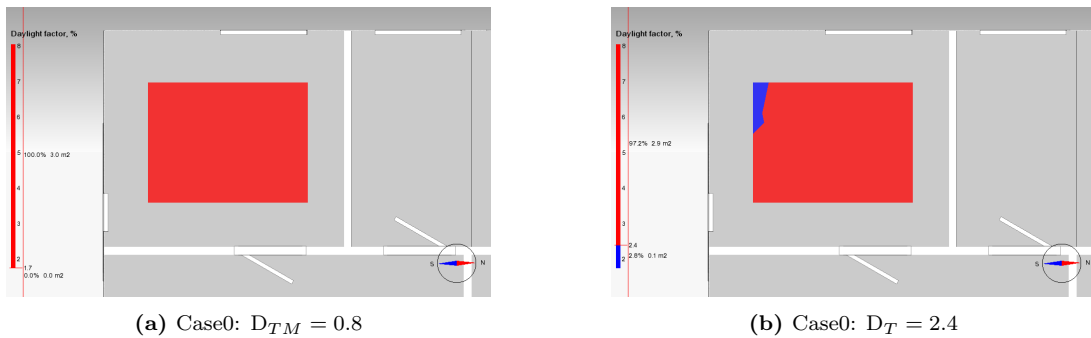 Daylight factor, %
8
7
6
5
100.0% 3.0 m2
4
3
2
1.7
0.0% 0.0 m2
S N
(a) Case0: D_TM = 0.8
Daylight factor, %
8
7
6
5
97.2% 2.9 m2
4
3
2.4
2
2.8% 0.1 m2
S N
(b) Case0: D_T = 2.4